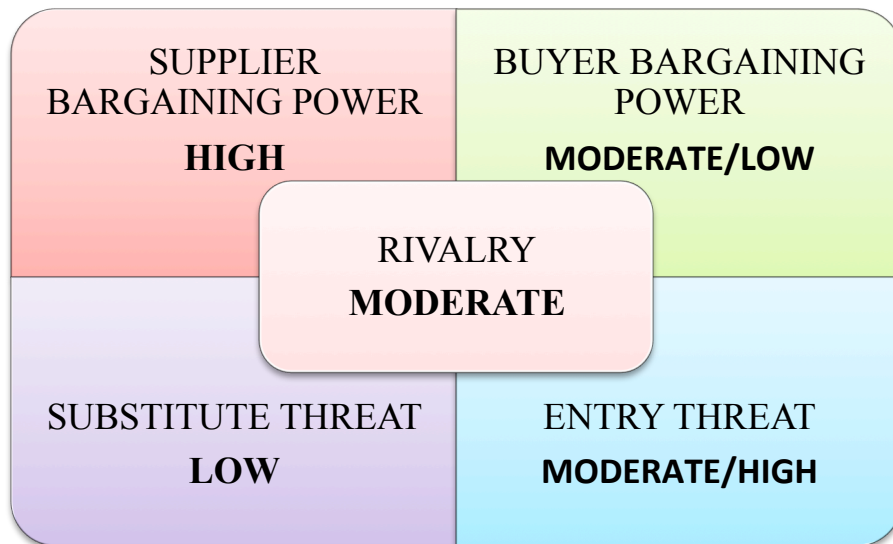 SUPPLIER
BARGAINING POWER
HIGH
BUYER BARGAINING
POWER
MODERATE/LOW
RIVALRY
MODERATE
SUBSTITUTE THREAT
LOW
ENTRY THREAT
MODERATE/HIGH